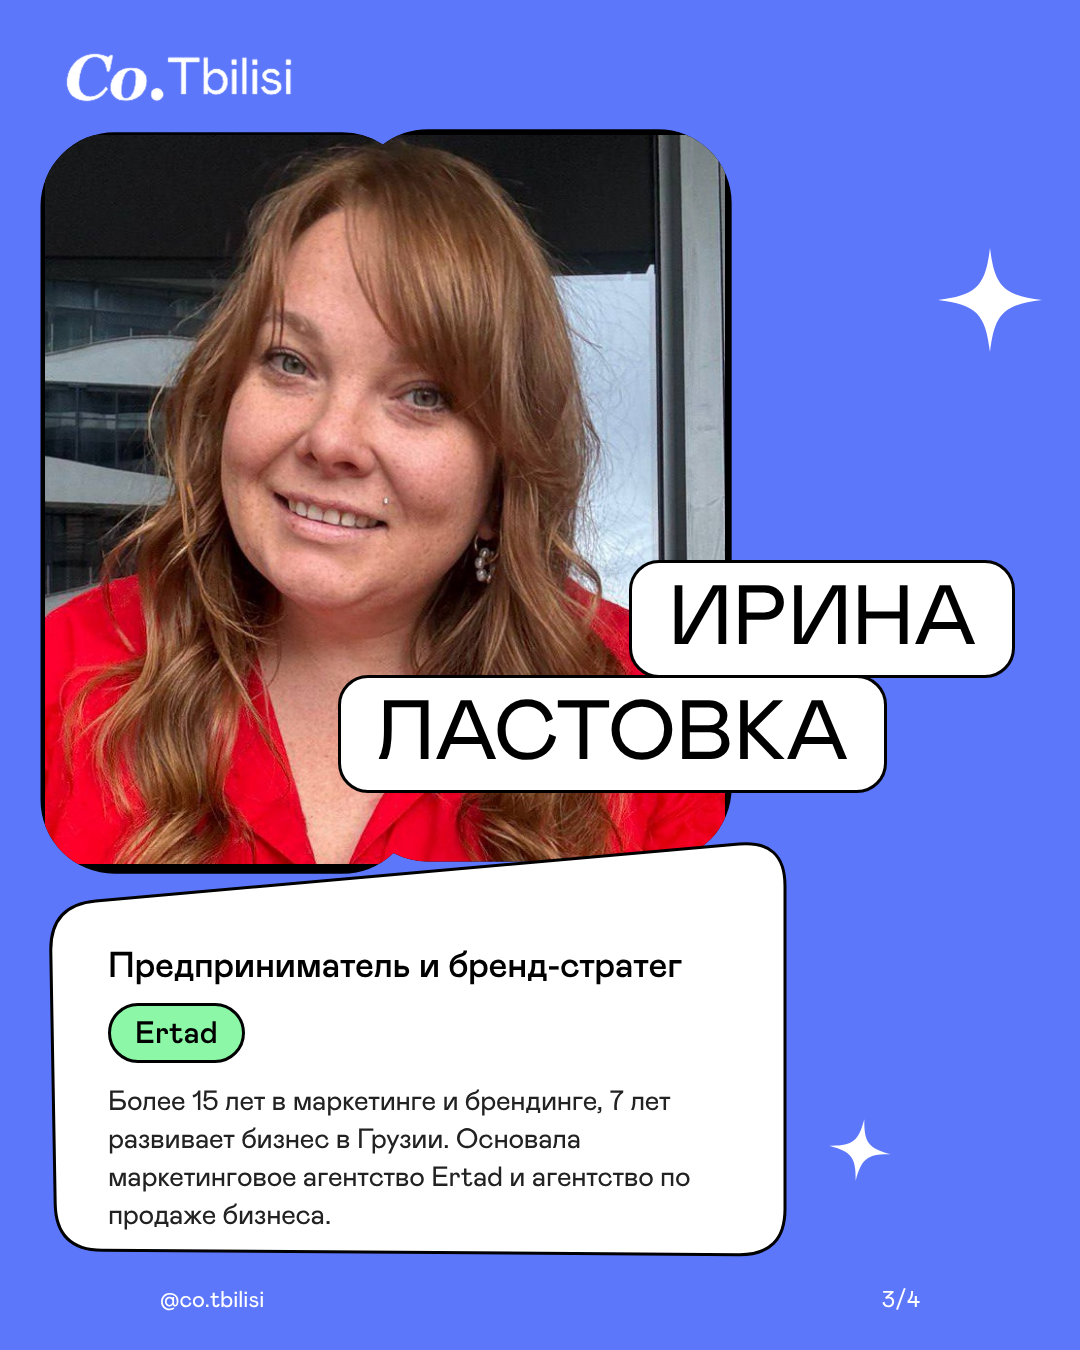 Co.Tbilisi
ИРИНА
ЛАСТОВКА
Предприниматель и бренд-стратег
Ertad
Более 15 лет в маркетинге и брендинге, 7 лет
развивает бизнес в Грузии. Основала
маркетинговое агентство Ertad и агентство по
продаже бизнеса.
@co.tbilisi
3/4